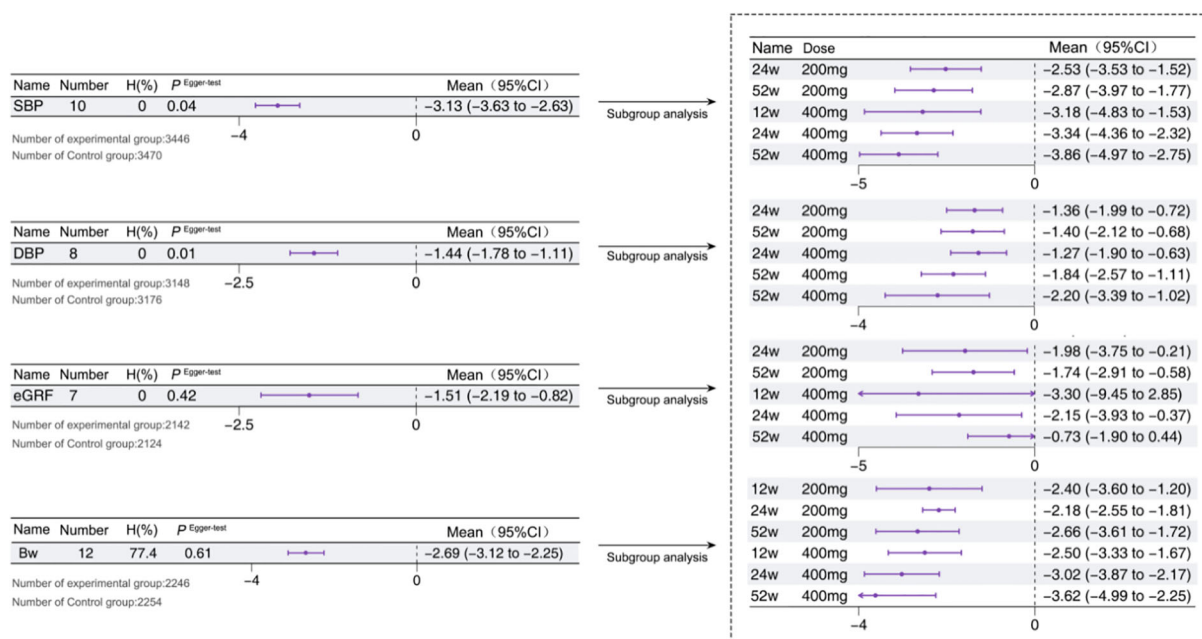 Name Number H(%) P Egger-test Mean（95%CI）
SBP 10 0 0.04 −3.13 (−3.63 to −2.63)
−4 0
Number of experimental group:3446
Number of Control group:3470
Subgroup analysis
Name Dose Mean（95%CI）
24w 200mg −2.53 (−3.53 to −1.52)
52w 200mg −2.87 (−3.97 to −1.77)
12w 400mg −3.18 (−4.83 to −1.53)
24w 400mg −3.34 (−4.36 to −2.32)
52w 400mg −3.86 (−4.97 to −2.75)
−5 0
Name Number H(%) P Egger-test Mean（95%CI）
DBP 8 0 0.01 −1.44 (−1.78 to −1.11)
−2.5 0
Number of experimental group:3148
Number of Control group:3176
Subgroup analysis
24w 200mg −1.36 (−1.99 to −0.72)
52w 200mg −1.40 (−2.12 to −0.68)
24w 400mg −1.27 (−1.90 to −0.63)
52w 400mg −1.84 (−2.57 to −1.11)
52w 400mg −2.20 (−3.39 to −1.02)
−4 0
Name Number H(%) P Egger-test Mean（95%CI）
eGRF 7 0 0.42 −1.51 (−2.19 to −0.82)
−2.5 0
Number of experimental group:2142
Number of Control group:2124
Subgroup analysis
24w 200mg −1.98 (−3.75 to −0.21)
52w 200mg −1.74 (−2.91 to −0.58)
12w 400mg −3.30 (−9.45 to 2.85)
24w 400mg −2.15 (−3.93 to −0.37)
52w 400mg −0.73 (−1.90 to 0.44)
−5 0
Name Number H(%) P Egger-test Mean（95%CI）
Bw 12 77.4 0.61 −2.69 (−3.12 to −2.25)
−4 0
Number of experimental group:2246
Number of Control group:2254
Subgroup analysis
12w 200mg −2.40 (−3.60 to −1.20)
24w 200mg −2.18 (−2.55 to −1.81)
52w 200mg −2.66 (−3.61 to −1.72)
12w 400mg −2.50 (−3.33 to −1.67)
24w 400mg −3.02 (−3.87 to −2.17)
52w 400mg −3.62 (−4.99 to −2.25)
−4 0